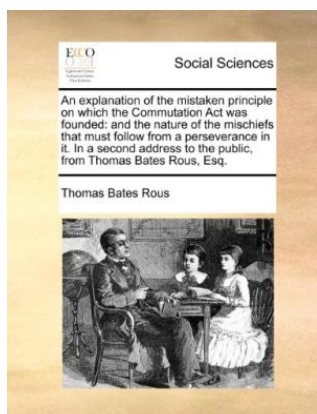 ECCO
Social Sciences
An explanation of the mistaken principle
on which the Commutation Act was
founded: and the nature of the mischiefs
that must follow from a perseverance in
it. In a second address to the public,
from Thomas Bates Rous, Esq.
Thomas Bates Rous